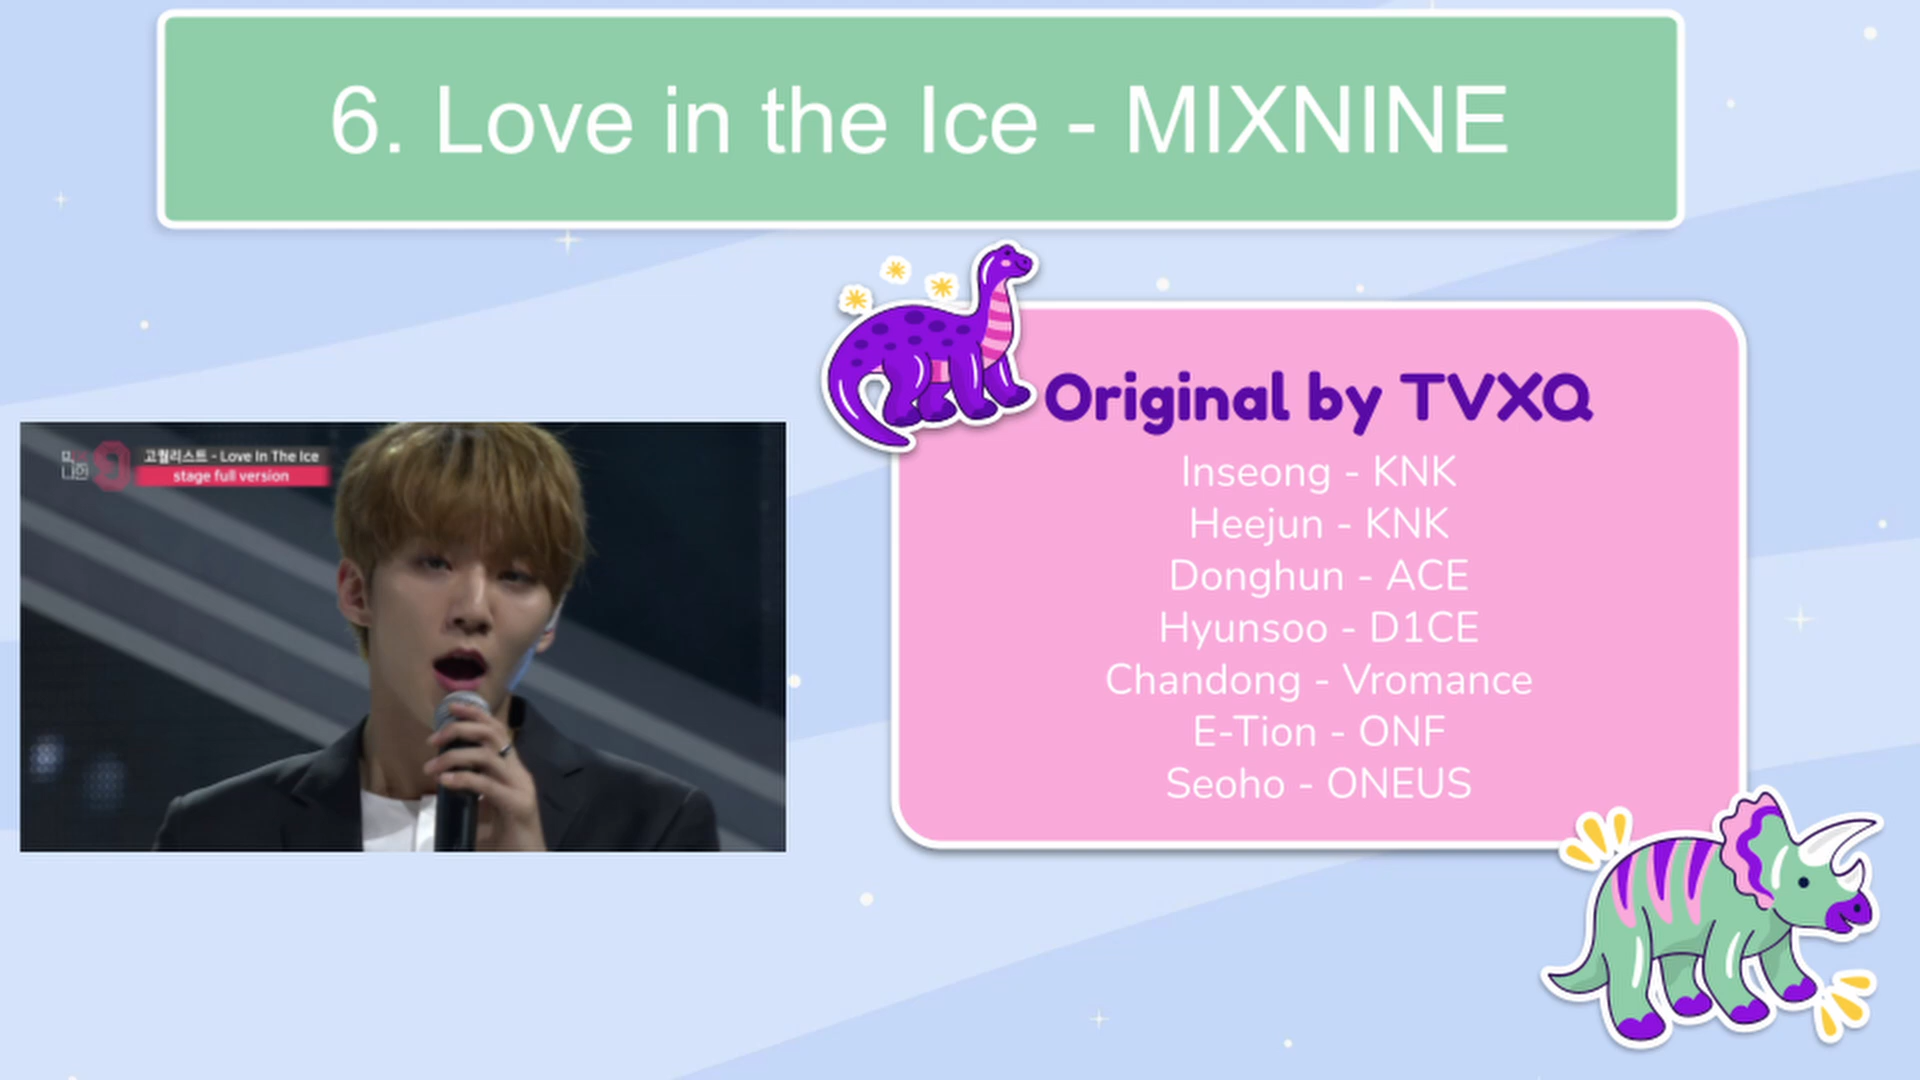 6. Love in the Ice - MIXNINE
고월리스트 - Love In The Ice
stage full version
Original by TVXQ
Inseong - KNK
Heejun - KNK
Donghun - ACE
Hyunsoo - D1CE
Chandong - Vromance
E-Tion - ONF
Seoho - ONEUS